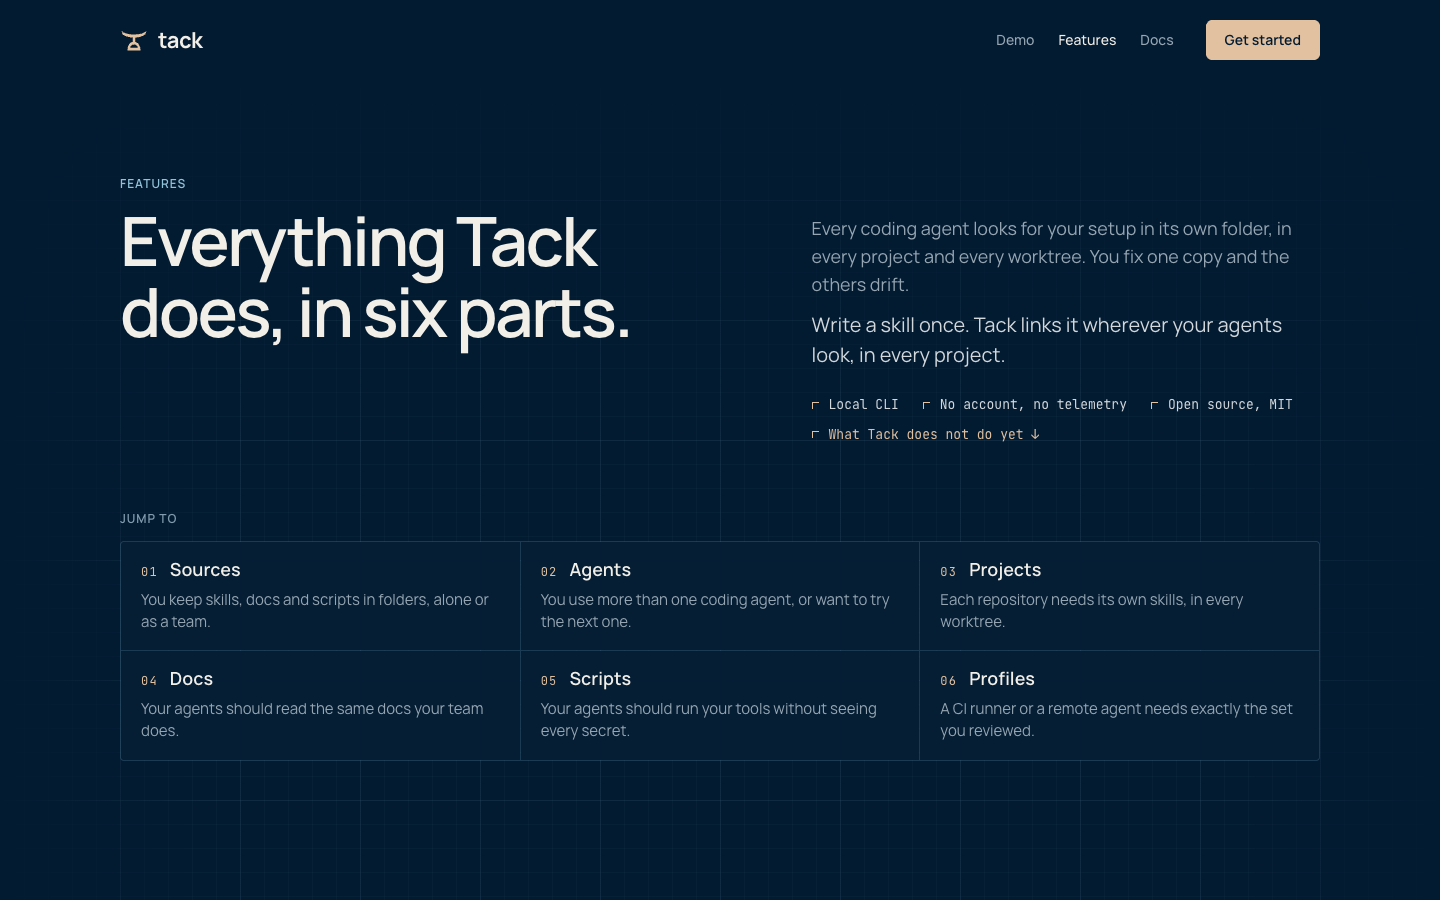 tack
Demo
Features
Docs
Get started
FEATURES
Everything Tack
does, in six parts.
Every coding agent looks for your setup in its own folder, in
every project and every worktree. You fix one copy and the
others drift.
Write a skill once. Tack links it wherever your agents
look, in every project.
Local CLI
No account, no telemetry
Open source, MIT
What Tack does not do yet ↓
JUMP TO
01 Sources
You keep skills, docs and scripts in folders, alone or
as a team.
02 Agents
You use more than one coding agent, or want to try
the next one.
03 Projects
Each repository needs its own skills, in every
worktree.
04 Docs
Your agents should read the same docs your team
does.
05 Scripts
Your agents should run your tools without seeing
every secret.
06 Profiles
A CI runner or a remote agent needs exactly the set
you reviewed.